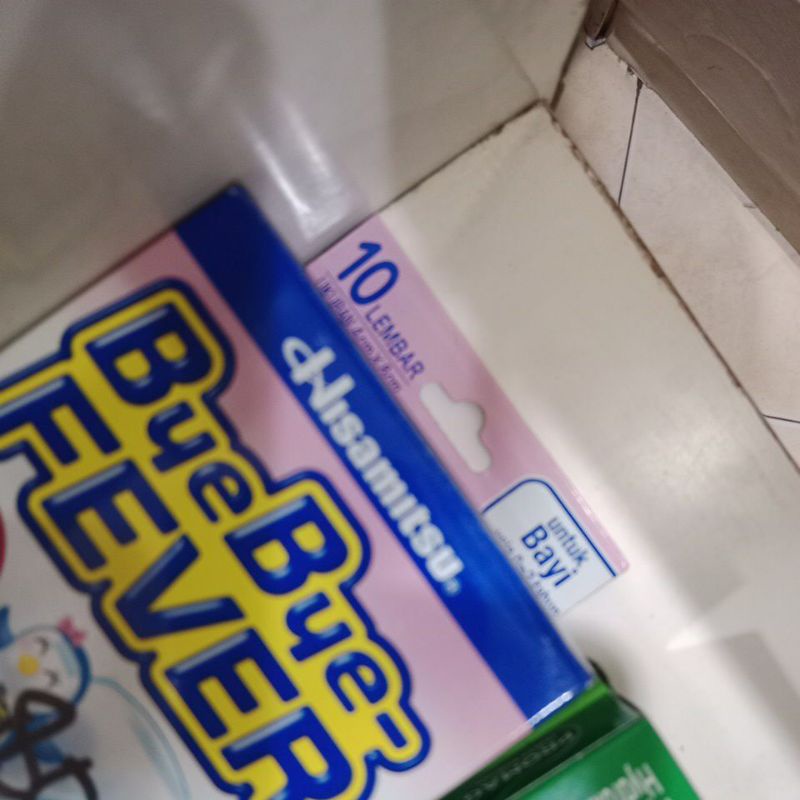 10
LEMBAR
Hisamitsu®
untuk
Bayi
Bye Bye-
FEVER